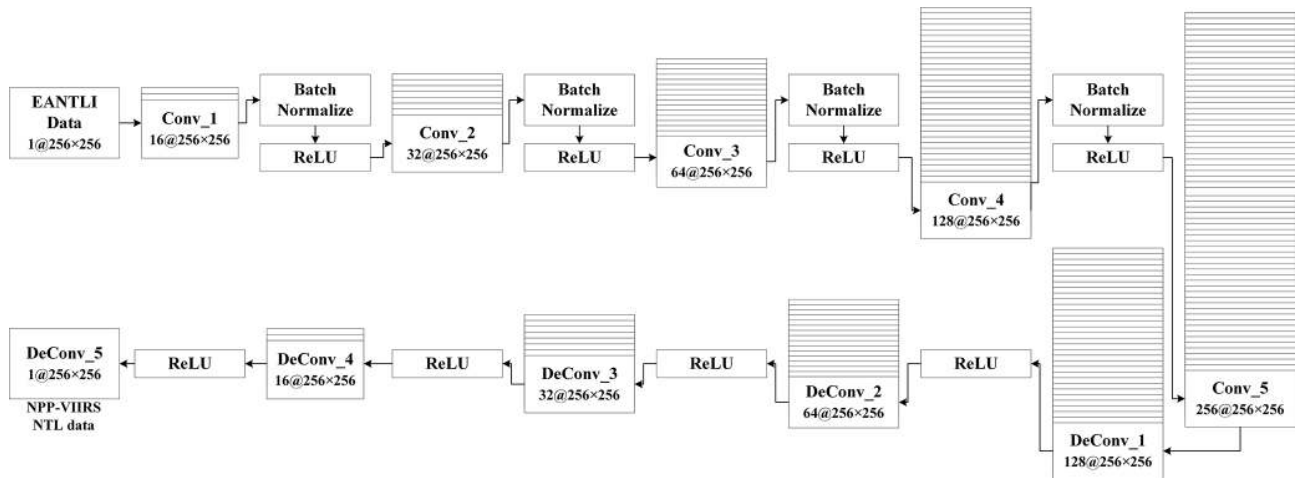 EANTLI
Data
1@256×256
Conv_1
16@256×256
Batch
Normalize
ReLU
Conv_2
32@256×256
Batch
Normalize
ReLU
Conv_3
64@256×256
Batch
Normalize
ReLU
Conv_4
128@256×256
Batch
Normalize
ReLU
Conv_5
256@256×256
DeConv_1
128@256×256
ReLU
DeConv_2
64@256×256
ReLU
DeConv_3
32@256×256
ReLU
DeConv_4
16@256×256
ReLU
DeConv_5
1@256×256
NPP-VIIRS
NTL data